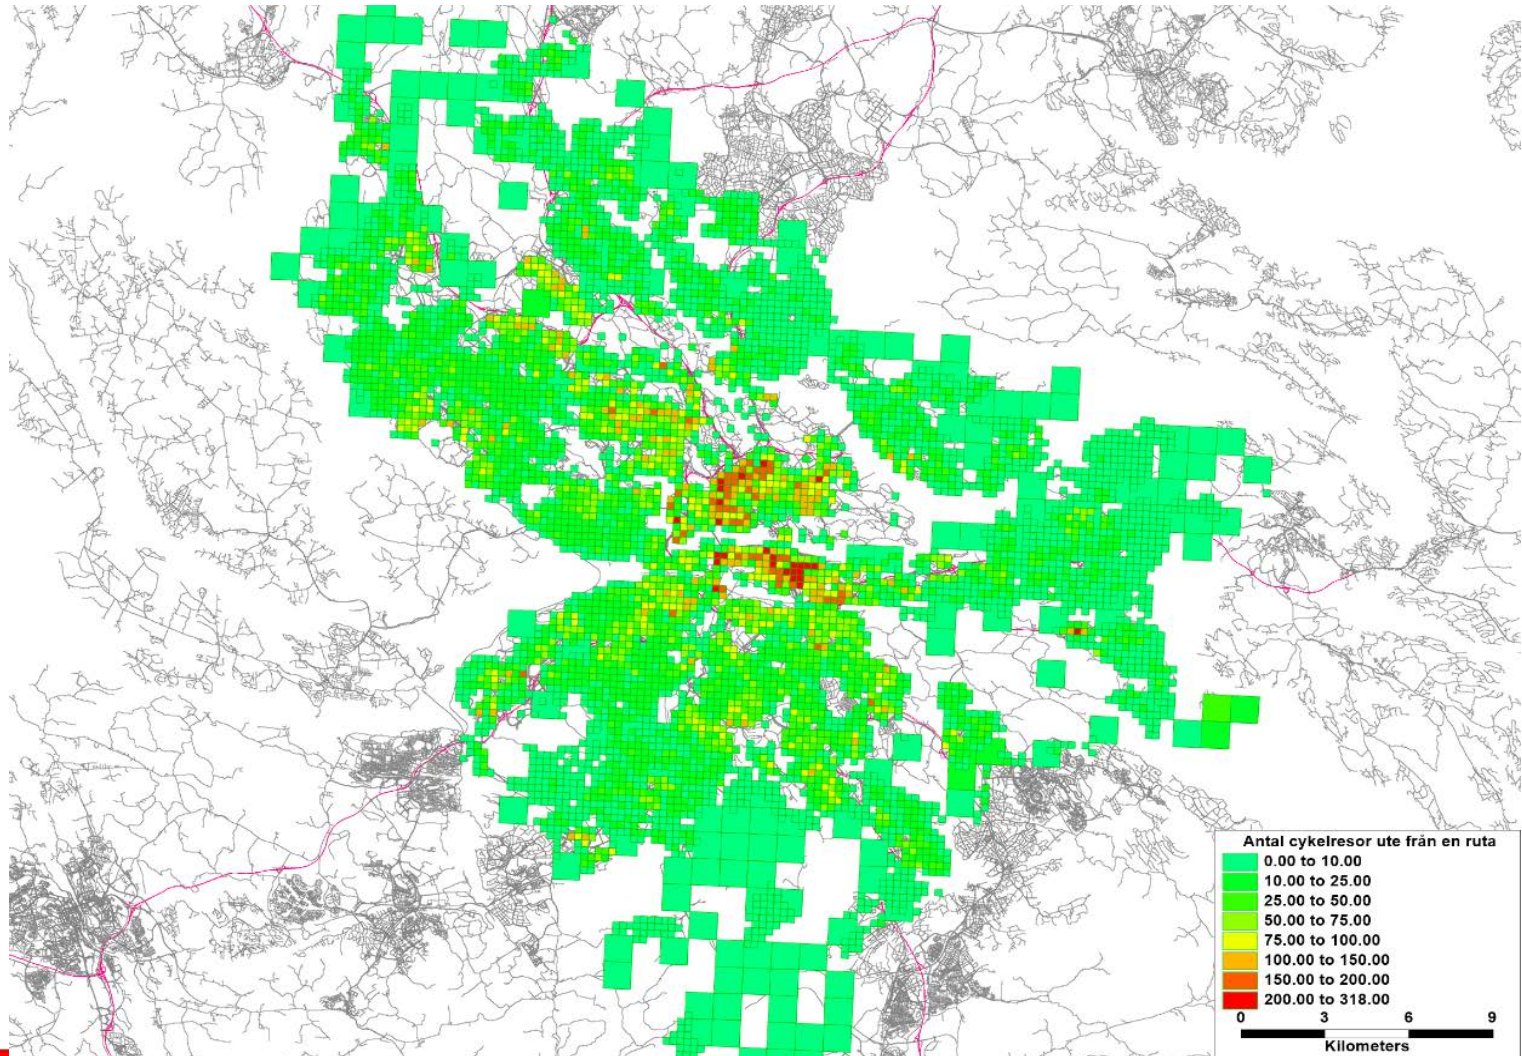 Antal cykelresor ute från en ruta
0.00 to 10.00
10.00 to 25.00
25.00 to 50.00
50.00 to 75.00
75.00 to 100.00
100.00 to 150.00
150.00 to 200.00
200.00 to 318.00
0 3 6 9
Kilometers